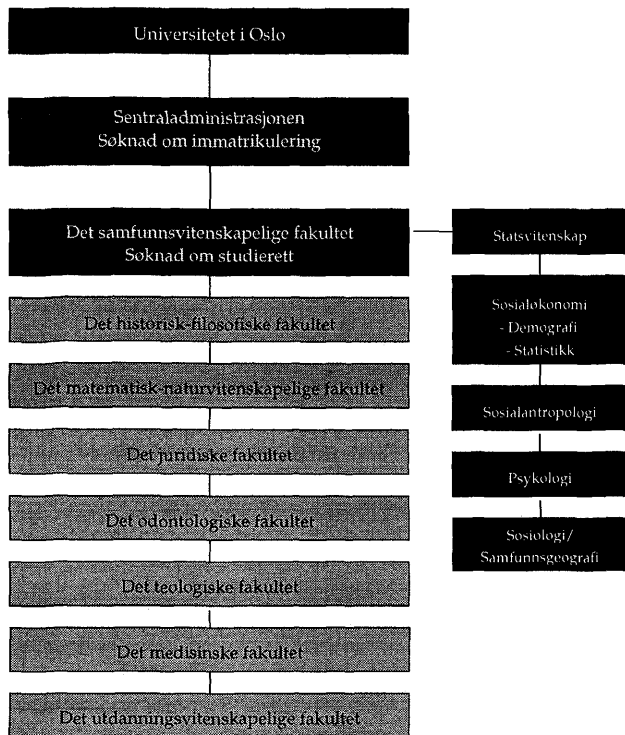 Universitetet i Oslo
Sentraladministrasjonen
Søknad om immatrikulering
Det samfunnsvitenskapelige fakultet
Søknad om studierett
Det historisk-filosofiske fakultet
Det matematisk-naturvitenskapelige fakultet
Det juridiske fakultet
Det odontologiske fakultet
Det teologiske fakultet
Det medisinske fakultet
Det utdanningsvitenskapelige fakultet
Statsvitenskap
Sosialøkonomi
- Demografi
- Statistikk
Sosialantropologi
Psykologi
Sosiologi/
Samfunnsgeografi